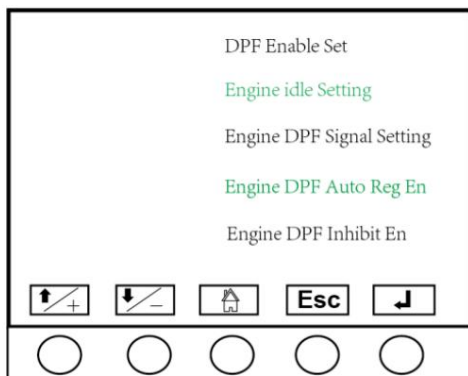 DPF Enable Set
Engine idle Setting
Engine DPF Signal Setting
Engine DPF Auto Reg En
Engine DPF Inhibit En
+ - Esc